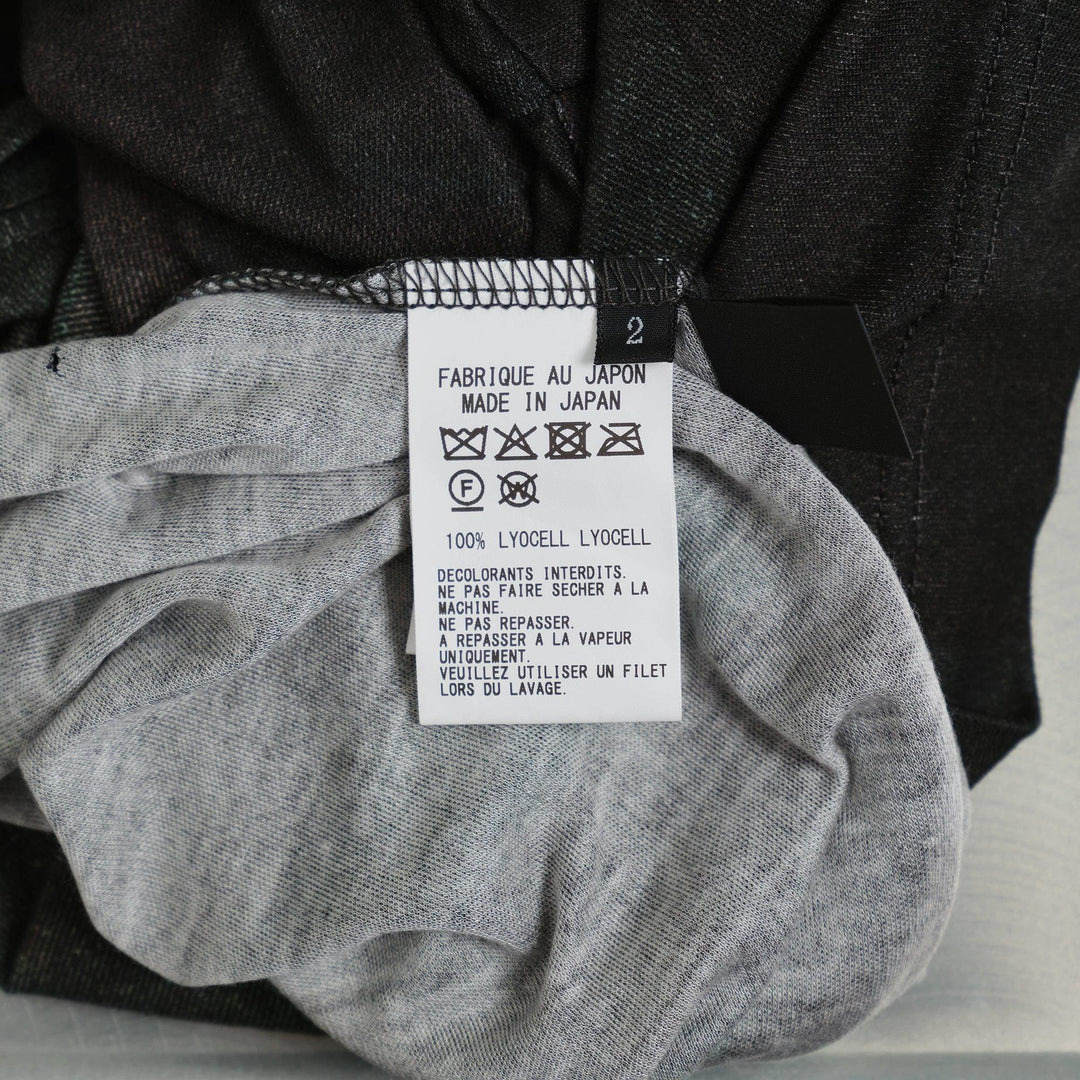 2
FABRIQUE AU JAPON
MADE IN JAPAN
F W
100% LYOCELL LYOCELL
DECOLORANTS INTERDITS.
NE PAS FAIRE SECHER A LA
MACHINE.
NE PAS REPASSER.
A REPASSER A LA VAPEUR
UNIQUEMENT.
VEUILLEZ UTILISER UN FILET
LORS DU LAVAGE.